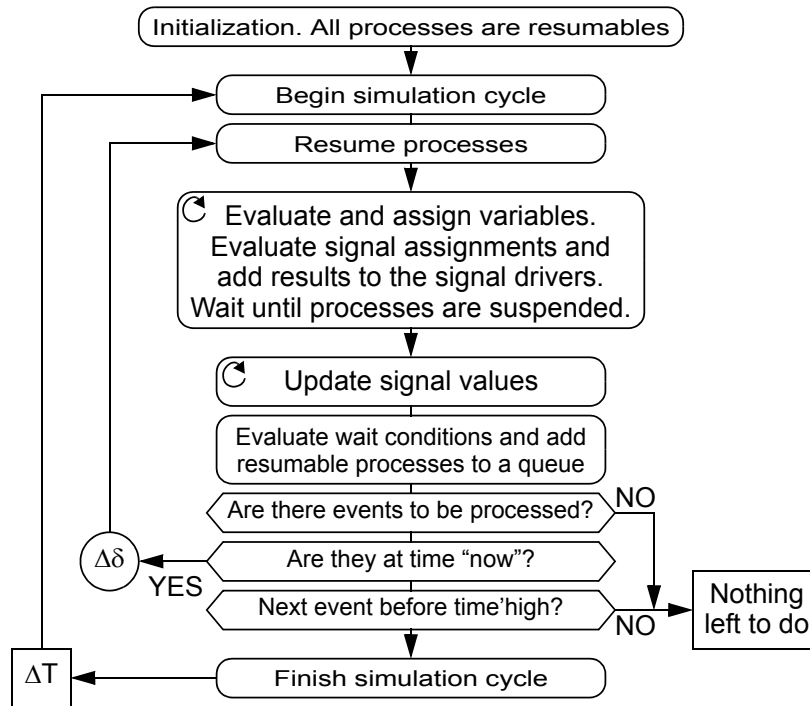 Initialization. All processes are resumables
Begin simulation cycle
Resume processes
Evaluate and assign variables.
Evaluate signal assignments and
add results to the signal drivers.
Wait until processes are suspended.
Update signal values
Evaluate wait conditions and add
resumable processes to a queue
Are there events to be processed?
NO
Δδ
YES
Are they at time “now”?
Next event before time’high?
NO
Nothing
left to do
ΔT
Finish simulation cycle